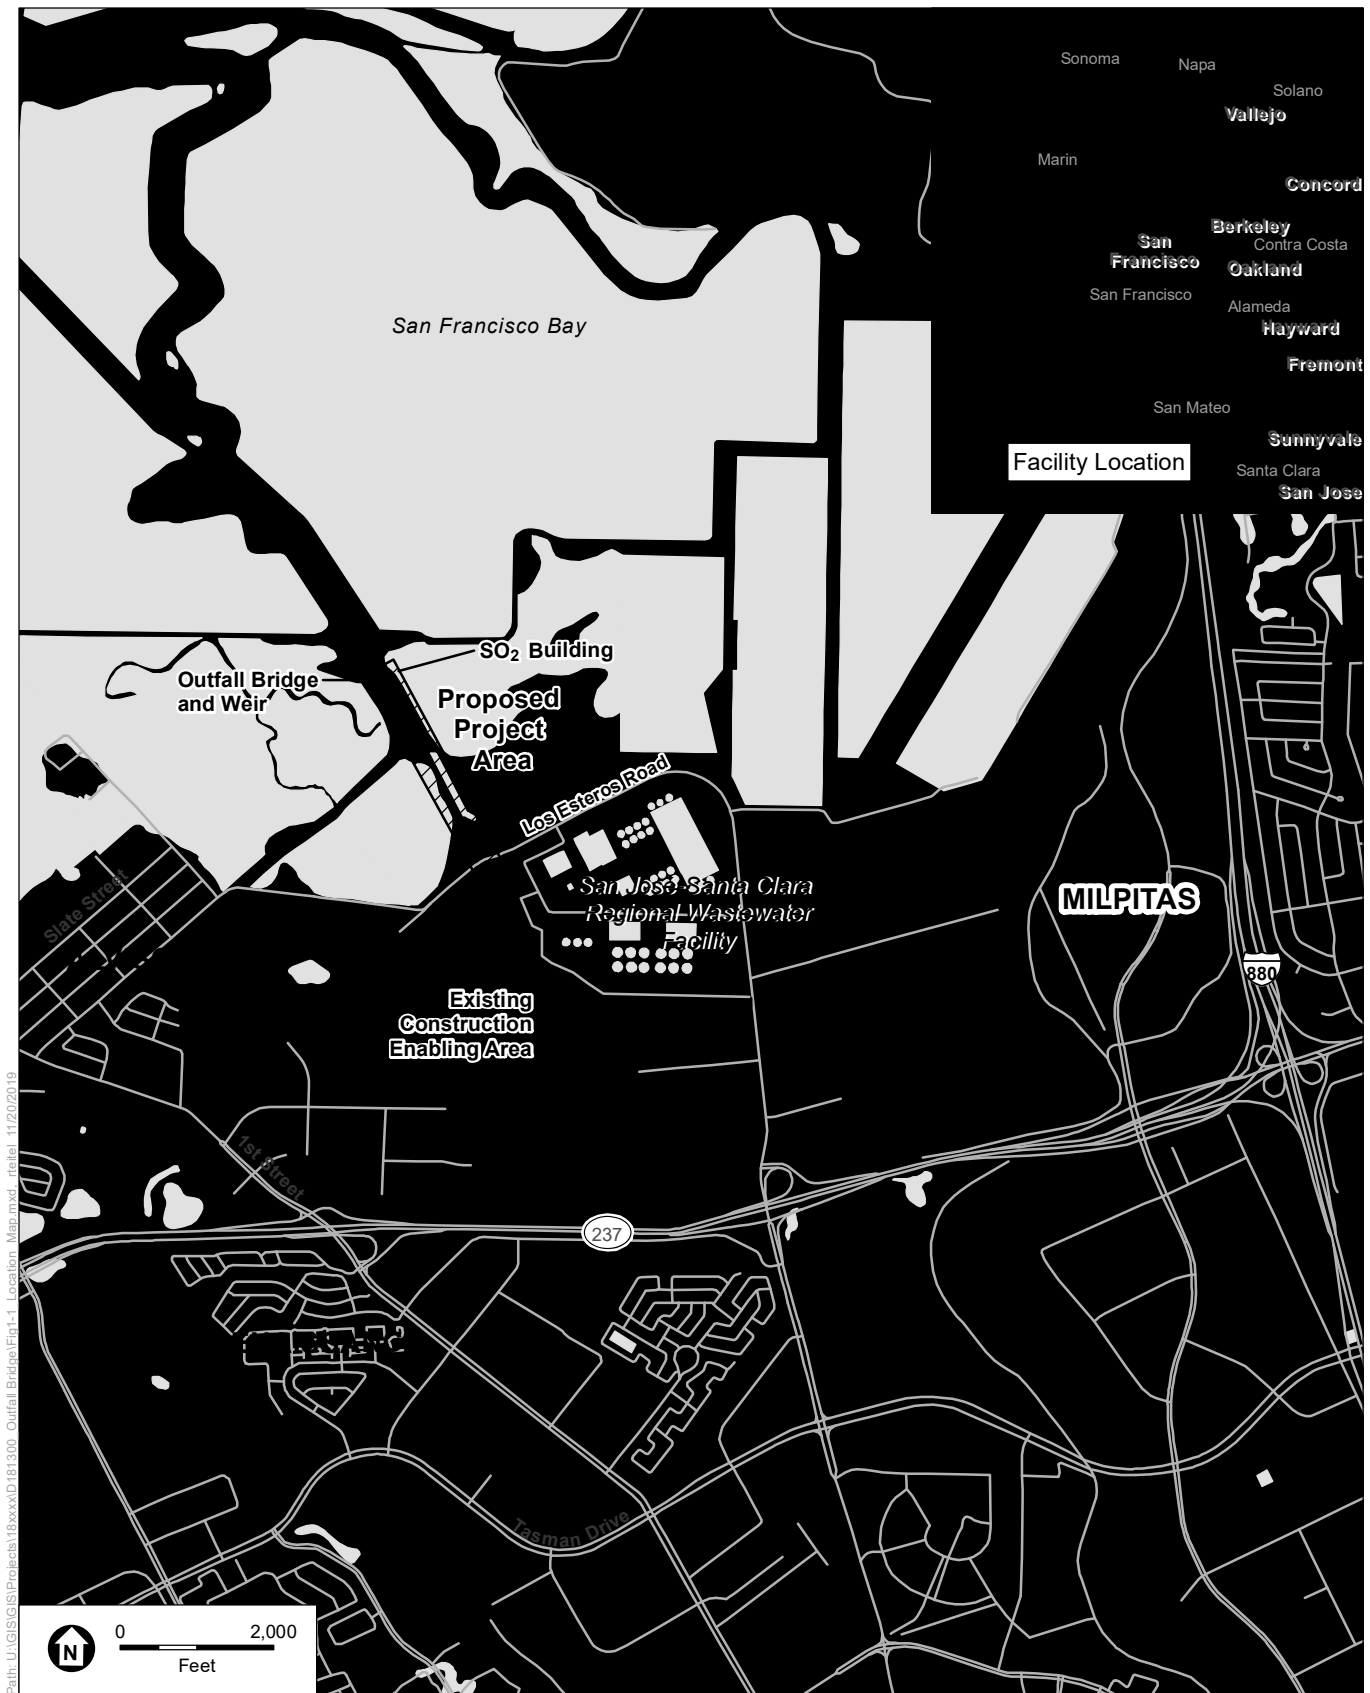 Sonoma
Napa
Solano
Vallejo
Marin
Concord
Berkeley
San
Francisco
Contra Costa
Oakland
San Francisco
Alameda
Hayward
Fremont
San Mateo
Sunnyvale
Facility Location
Santa Clara
San Jose
San Francisco Bay
SO₂ Building
Outfall Bridge
and Weir
Proposed
Project
Area
Los Esteros Road
San José-Santa Clara
Regional Wastewater
Facility
MILPITAS
Slate Street
880
Existing
Construction
Enabling Area
1st Street
237
Tasman Drive
N
0 2,000
Feet
Path: U:\GIS\GIS\Projects\18xxxx\D181300_Outfall Bridge\Fig1-1_Location_Map.mxd, rteitel 11/20/2019